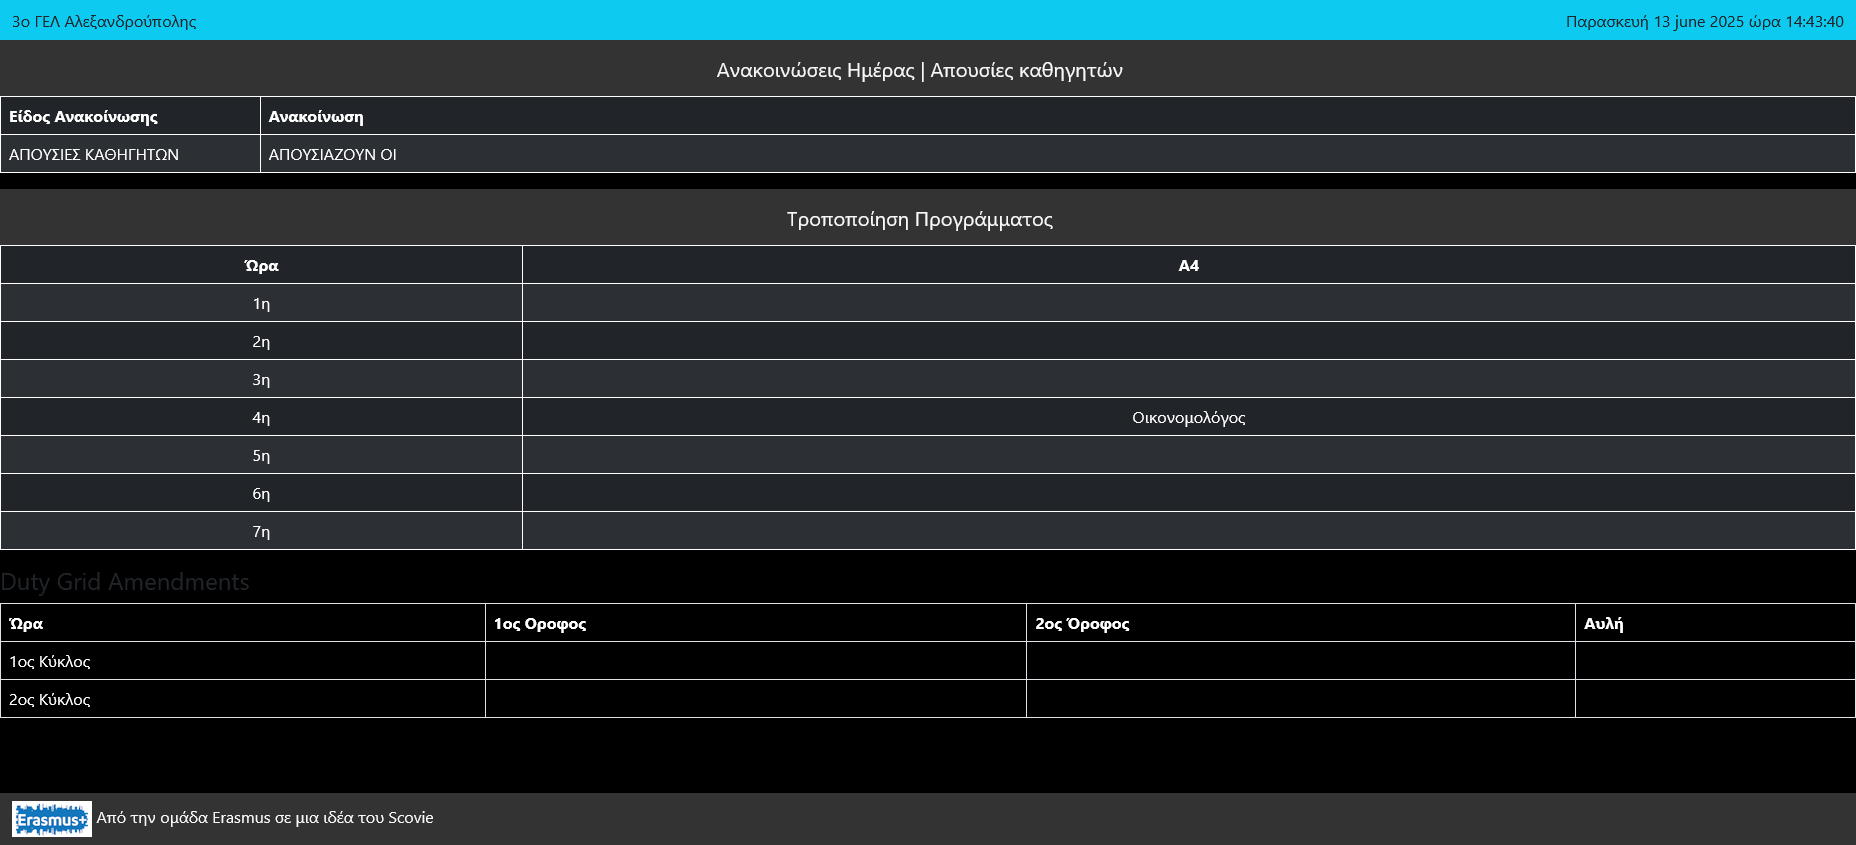 3ο ΓΕΛ Αλεξανδρούπολης
Παρασκευή 13 june 2025 ώρα 14:43:40
Ανακοινώσεις Ημέρας | Απουσίες καθηγητών
Είδος Ανακοίνωσης Ανακοίνωση
ΑΠΟΥΣΙΕΣ ΚΑΘΗΓΗΤΩΝ ΑΠΟΥΣΙΑΖΟΥΝ ΟΙ
Τροποποίηση Προγράμματος
Ώρα Α4
1η
2η
3η
4η Οικονομολόγος
5η
6η
7η
Duty Grid Amendments
Ώρα 1ος Οροφος 2ος Όροφος Αυλή
1ος Κύκλος
2ος Κύκλος
Erasmus+ Από την ομάδα Erasmus σε μια ιδέα του Scovie